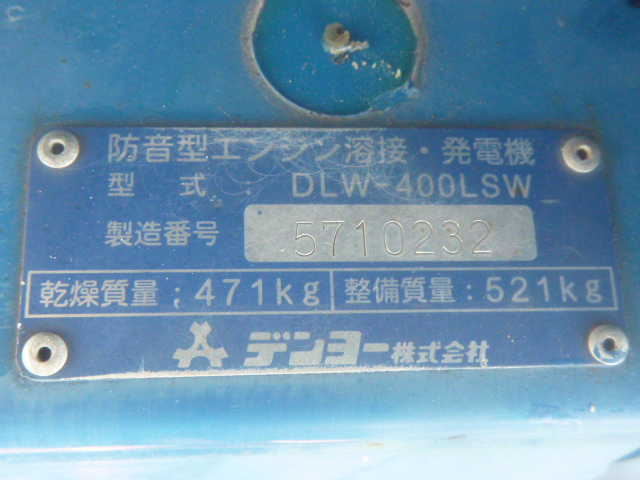 防音型エンジン溶接・発電機
型 式 : DLW-400LSW
製造番号 5710232
乾燥質量:471kg 整備質量:521kg
デンヨー株式会社